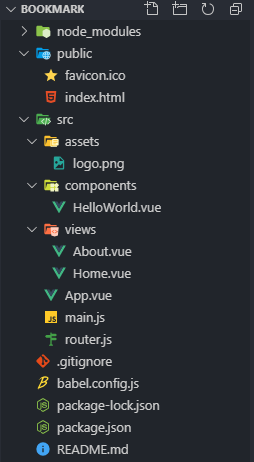 BOOKMARK
node_modules
public
favicon.ico
index.html
src
assets
logo.png
components
HelloWorld.vue
views
About.vue
Home.vue
App.vue
JS main.js
router.js
.gitignore
babel.config.js
package-lock.json
package.json
README.md